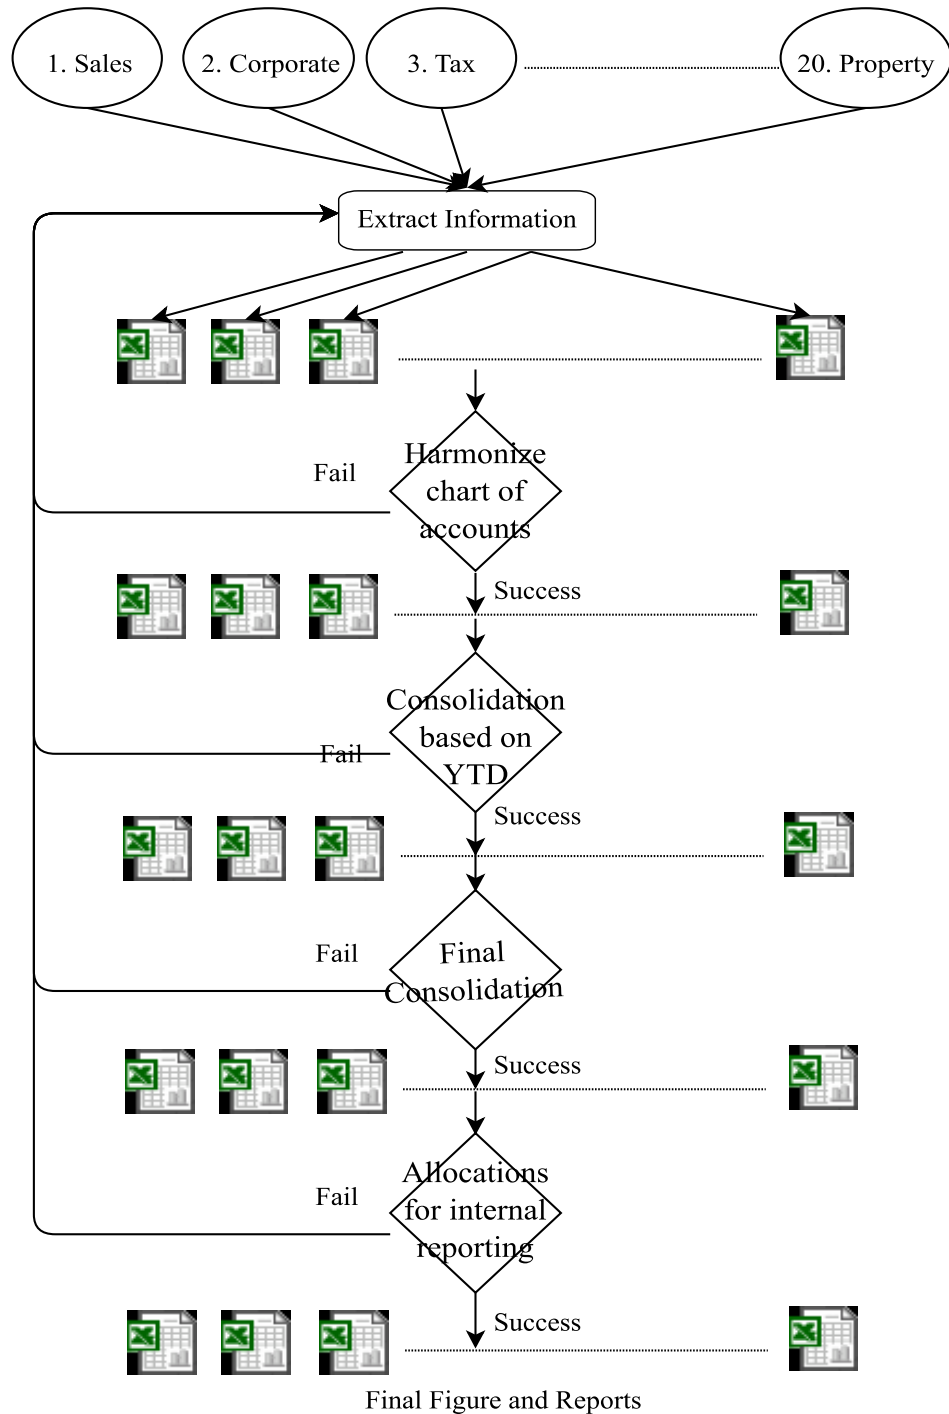 1. Sales
2. Corporate
3. Tax
20. Property
Extract Information
Harmonize
chart of
accounts
Fail
Success
Consolidation
based on
YTD
Fail
Success
Final
Consolidation
Fail
Success
Allocations
for internal
reporting
Fail
Success
Final Figure and Reports